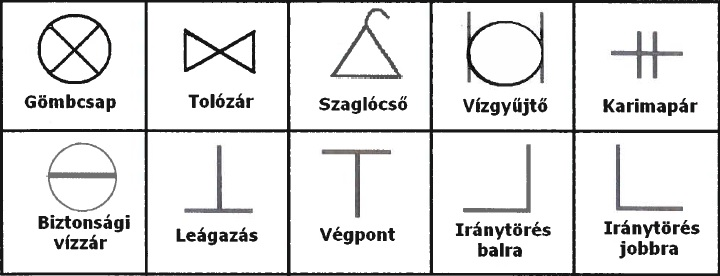 Gömbcsap
Tolózár
Szaglócső
Vízgyűjtő
Karimapár
Biztonsági
vízzár
Leágazás
Végpont
Iránytörés
balra
Iránytörés
jobbra